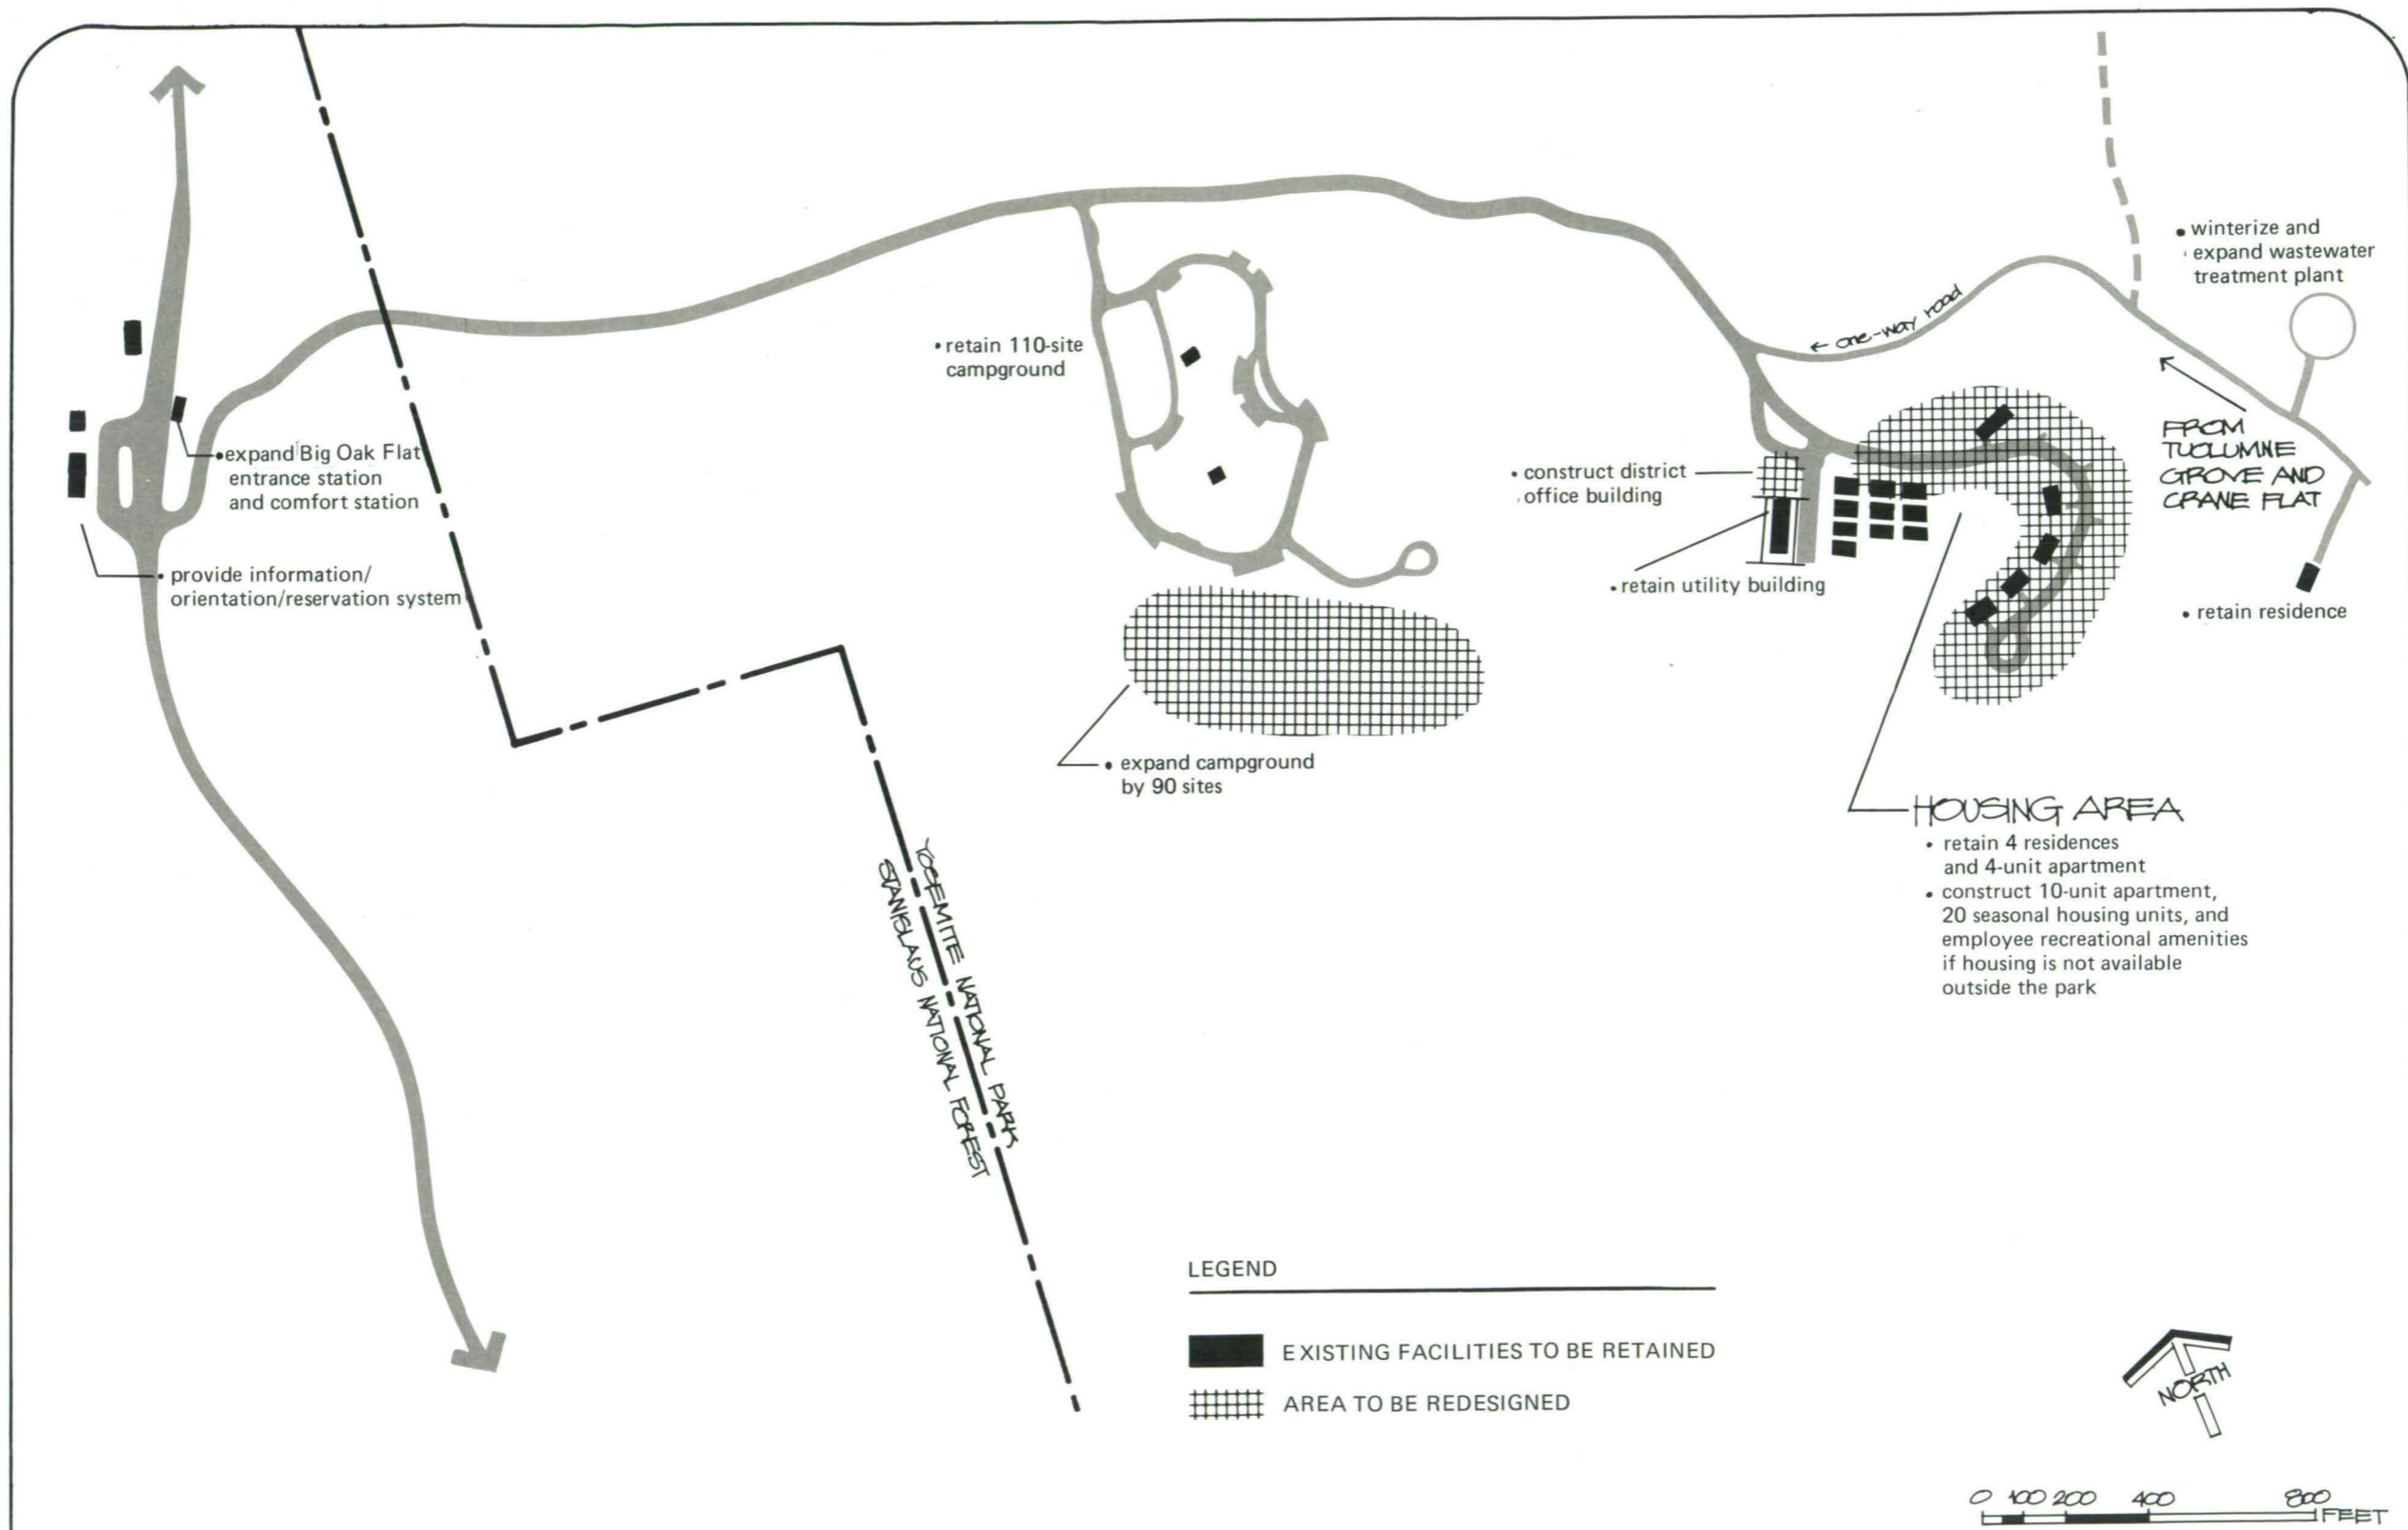 • winterize and
expand wastewater
treatment plant
← one-way road
• retain 110-site
campground
FROM
TUOLUMNE
GROVE AND
CRANE FLAT
• expand Big Oak Flat
entrance station
and comfort station
• construct district
office building
• provide information/
orientation/reservation system
• retain utility building
• retain residence
• expand campground
by 90 sites
HOUSING AREA
• retain 4 residences
and 4-unit apartment
• construct 10-unit apartment,
20 seasonal housing units, and
employee recreational amenities
if housing is not available
outside the park
YOSEMITE NATIONAL PARK
STANISLAUS NATIONAL FOREST
LEGEND
EXISTING FACILITIES TO BE RETAINED
AREA TO BE REDESIGNED
NORTH
0 100 200 400 800
FEET